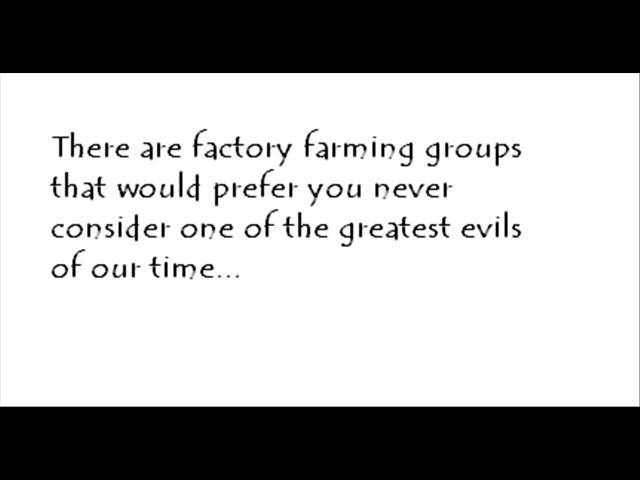 There are factory farming groups
that would prefer you never
consider one of the greatest evils
of our time...